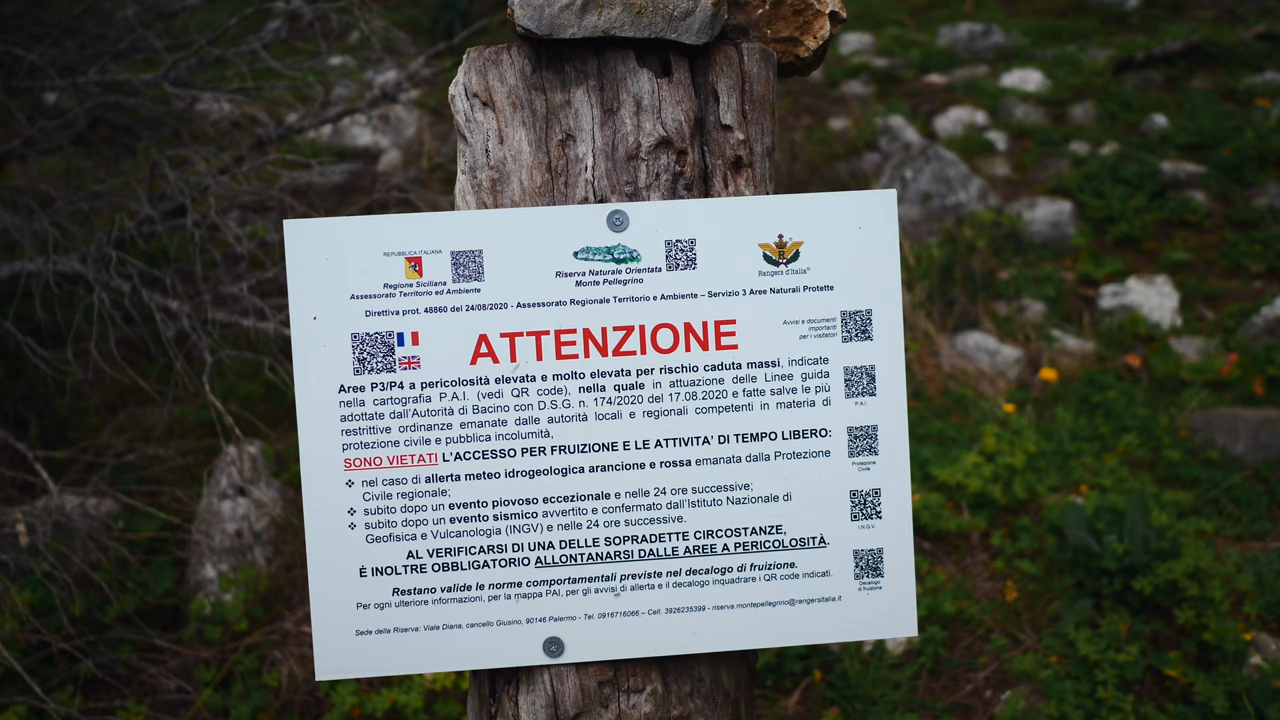 REPUBBLICA ITALIANA
Regione Siciliana
Assessorato Territorio ed Ambiente
Riserva Naturale Orientata
Monte Pellegrino
R
Rangers d'Italia®
Direttiva prot. 48860 del 24/08/2020 - Assessorato Regionale Territorio e Ambiente – Servizio 3 Aree Naturali Protette
ATTENZIONE
Avvisi e documenti
importanti
per i visitatori
Aree P3/P4 a pericolosità elevata e molto elevata per rischio caduta massi, indicate
nella cartografia P.A.I. (vedi QR code), nella quale in attuazione delle Linee guida
adottate dall'Autorità di Bacino con D.S.G. n. 174/2020 del 17.08.2020 e fatte salve le più
restrittive ordinanze emanate dalle autorità locali e regionali competenti in materia di
protezione civile e pubblica incolumità,
P.A.I.
SONO VIETATI L'ACCESSO PER FRUIZIONE E LE ATTIVITA' DI TEMPO LIBERO:
❖ nel caso di allerta meteo idrogeologica arancione e rossa emanata dalla Protezione
Civile regionale;
❖ subito dopo un evento piovoso eccezionale e nelle 24 ore successive;
❖ subito dopo un evento sismico avvertito e confermato dall'Istituto Nazionale di
Geofisica e Vulcanologia (INGV) e nelle 24 ore successive.
Protezione
Civile
I.N.G.V.
AL VERIFICARSI DI UNA DELLE SOPRADETTE CIRCOSTANZE,
È INOLTRE OBBLIGATORIO ALLONTANARSI DALLE AREE A PERICOLOSITÀ.
Restano valide le norme comportamentali previste nel decalogo di fruizione.
Per ogni ulteriore informazioni, per la mappa PAI, per gli avvisi di allerta e il decalogo inquadrare i QR code indicati.
Decalogo
di fruizione
Sede della Riserva: Viale Diana, cancello Giusino, 90146 Palermo - Tel. 0916716066 – Cell. 3926235399 - riserva.montepellegrino@rangersitalia.it